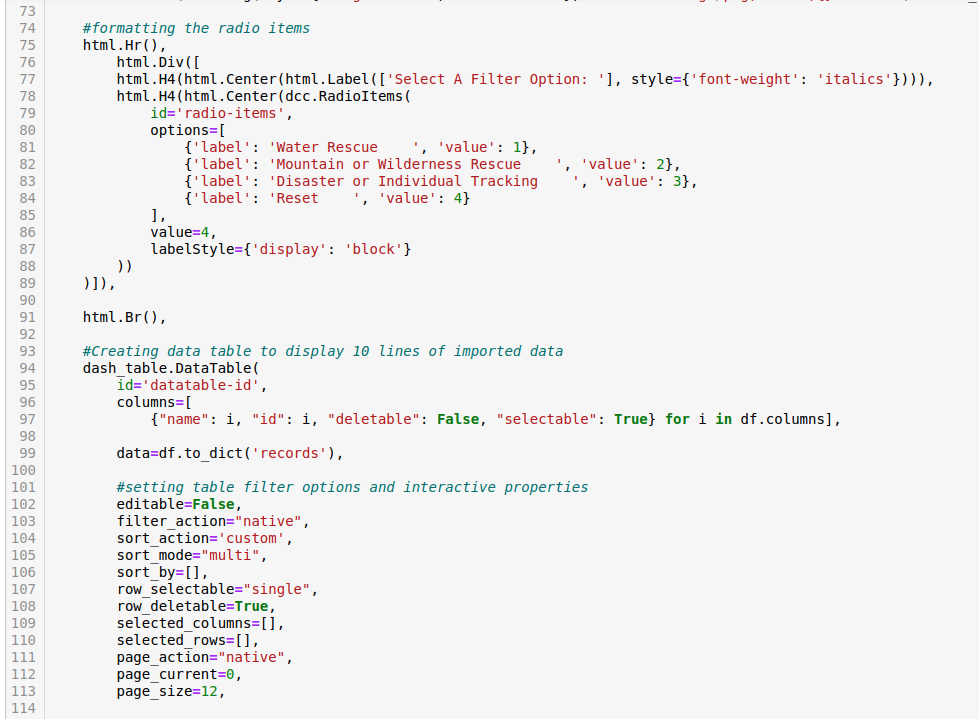 73
74 #formatting the radio items
75 html.Hr(),
76 html.Div([
77 html.H4(html.Center(html.Label(['Select A Filter Option: '], style={'font-weight': 'italics'}))),
78 html.H4(html.Center(dcc.RadioItems(
79 id='radio-items',
80 options=[
81 {'label': 'Water Rescue    ', 'value': 1},
82 {'label': 'Mountain or Wilderness Rescue    ', 'value': 2},
83 {'label': 'Disaster or Individual Tracking    ', 'value': 3},
84 {'label': 'Reset    ', 'value': 4}
85 ],
86 value=4,
87 labelStyle={'display': 'block'}
88 ))
89 )]),
90
91 html.Br(),
92
93 #Creating data table to display 10 lines of imported data
94 dash_table.DataTable(
95 id='datatable-id',
96 columns=[
97 {"name": i, "id": i, "deletable": False, "selectable": True} for i in df.columns],
98
99 data=df.to_dict('records'),
100
101 #setting table filter options and interactive properties
102 editable=False,
103 filter_action="native",
104 sort_action='custom',
105 sort_mode="multi",
106 sort_by=[],
107 row_selectable="single",
108 row_deletable=True,
109 selected_columns=[],
110 selected_rows=[],
111 page_action="native",
112 page_current=0,
113 page_size=12,
114